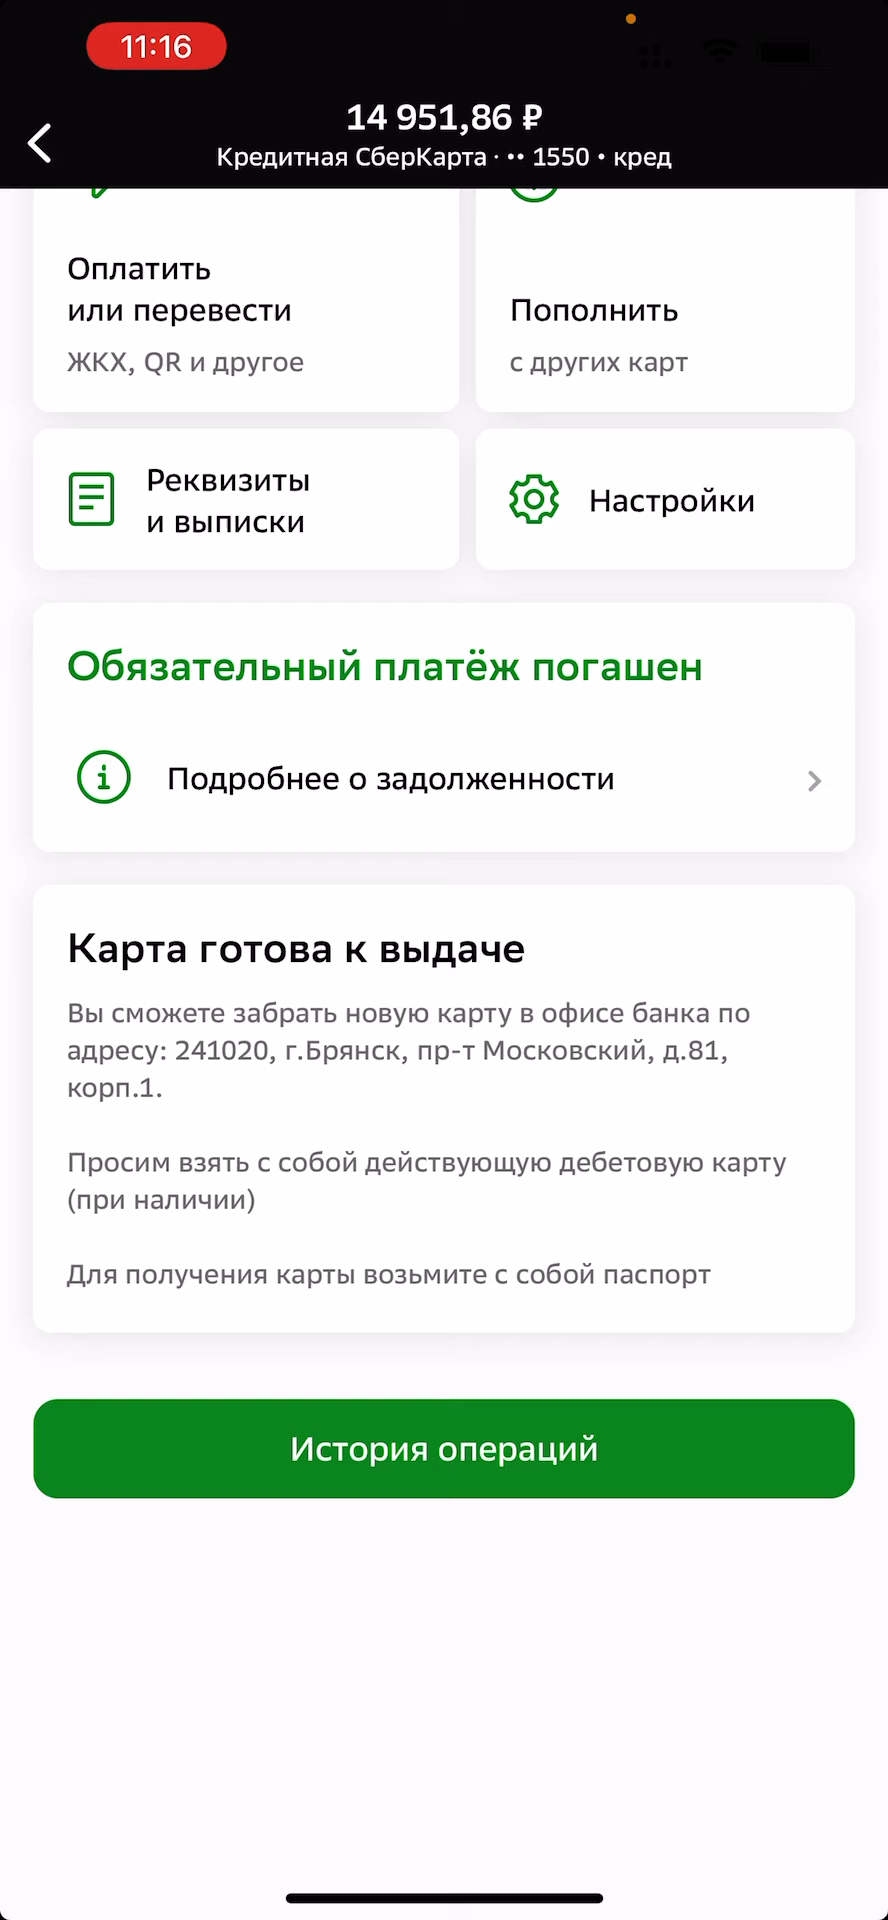 11:16
14 951,86 ₽
Кредитная СберКарта · •• 1550 • кред
Оплатить
или перевести
ЖКХ, QR и другое
Пополнить
с других карт
Реквизиты
и выписки
Настройки
Обязательный платёж погашен
Подробнее о задолженности
Карта готова к выдаче
Вы сможете забрать новую карту в офисе банка по
адресу: 241020, г.Брянск, пр-т Московский, д.81,
корп.1.
Просим взять с собой действующую дебетовую карту
(при наличии)
Для получения карты возьмите с собой паспорт
История операций